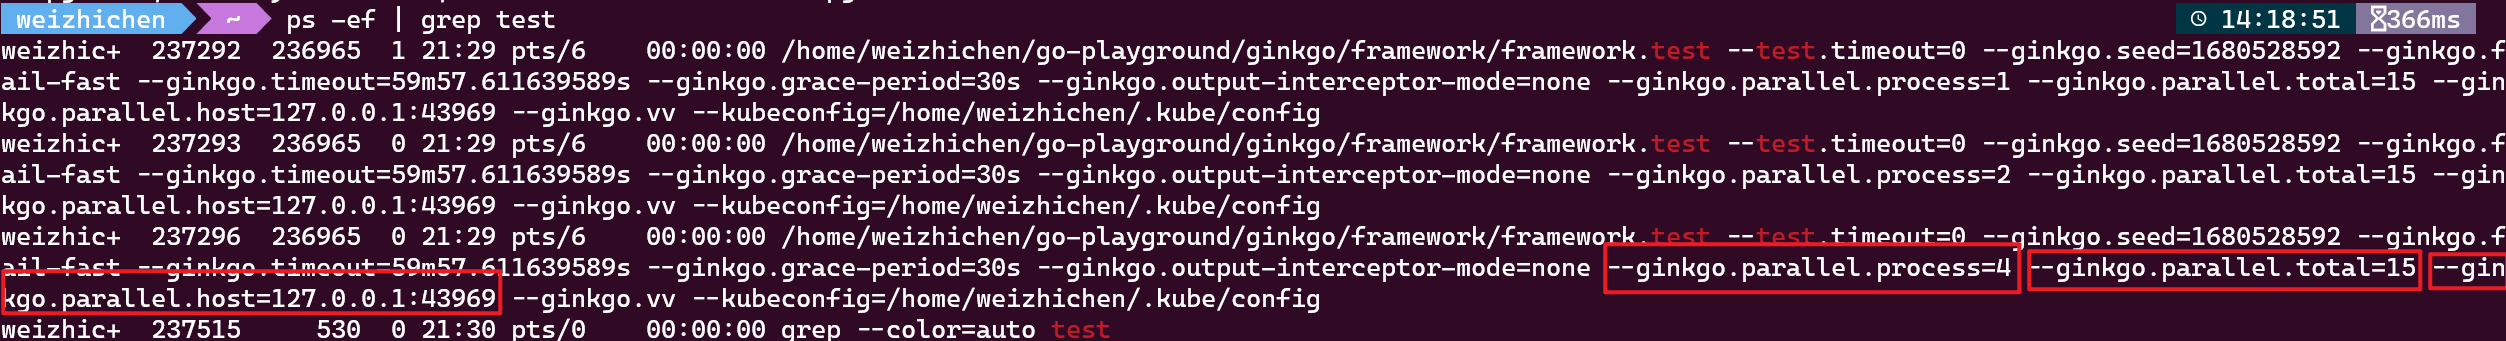 weizhichen ~ ps -ef | grep test 14:18:51 366ms
weizhic+  237292  236965  1 21:29 pts/6    00:00:00 /home/weizhichen/go-playground/ginkgo/framework/framework.test --test.timeout=0 --ginkgo.seed=1680528592 --ginkgo.f
ail-fast --ginkgo.timeout=59m57.611639589s --ginkgo.grace-period=30s --ginkgo.output-interceptor-mode=none --ginkgo.parallel.process=1 --ginkgo.parallel.total=15 --gin
kgo.parallel.host=127.0.0.1:43969 --ginkgo.vv --kubeconfig=/home/weizhichen/.kube/config
weizhic+  237293  236965  0 21:29 pts/6    00:00:00 /home/weizhichen/go-playground/ginkgo/framework/framework.test --test.timeout=0 --ginkgo.seed=1680528592 --ginkgo.f
ail-fast --ginkgo.timeout=59m57.611639589s --ginkgo.grace-period=30s --ginkgo.output-interceptor-mode=none --ginkgo.parallel.process=2 --ginkgo.parallel.total=15 --gin
kgo.parallel.host=127.0.0.1:43969 --ginkgo.vv --kubeconfig=/home/weizhichen/.kube/config
weizhic+  237296  236965  0 21:29 pts/6    00:00:00 /home/weizhichen/go-playground/ginkgo/framework/framework.test --test.timeout=0 --ginkgo.seed=1680528592 --ginkgo.f
ail-fast --ginkgo.timeout=59m57.611639589s --ginkgo.grace-period=30s --ginkgo.output-interceptor-mode=none --ginkgo.parallel.process=4 --ginkgo.parallel.total=15 --gin
kgo.parallel.host=127.0.0.1:43969 --ginkgo.vv --kubeconfig=/home/weizhichen/.kube/config
weizhic+  237515     530  0 21:30 pts/0    00:00:00 grep --color=auto test